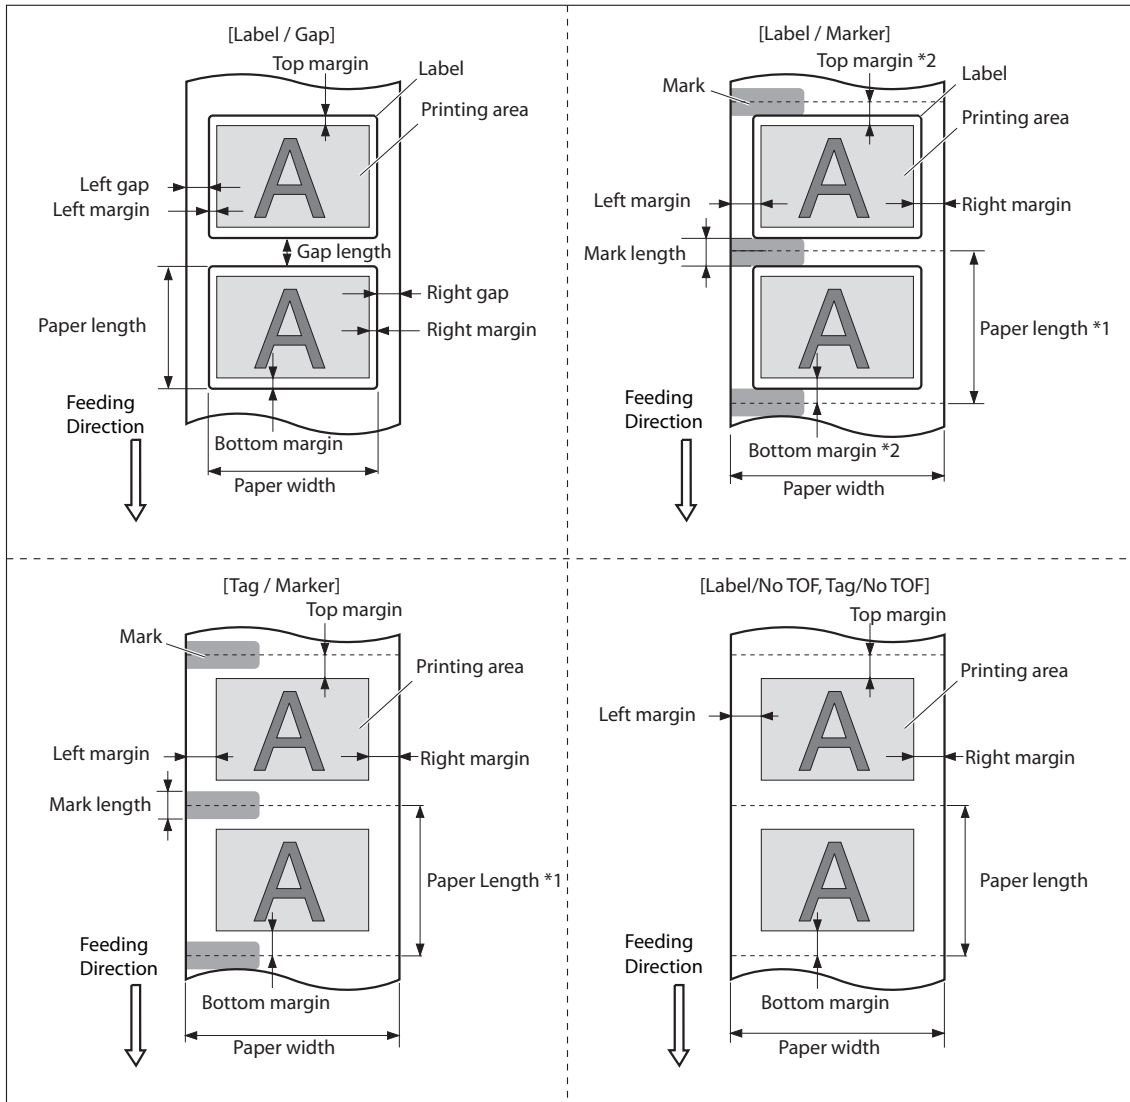 [Label / Gap]
Top margin
Label
Printing area
A
Left gap
Left margin
Gap length
A
Right gap
Right margin
Paper length
Feeding
Direction
Bottom margin
Paper width
[Label / Marker]
Top margin *2
Label
Mark
Printing area
A
Left margin
Right margin
Mark length
A
Paper length *1
Feeding
Direction
Bottom margin *2
Paper width
[Tag / Marker]
Top margin
Mark
Printing area
A
Left margin
Right margin
Mark length
A
Paper Length *1
Feeding
Direction
Bottom margin
Paper width
[Label/No TOF, Tag/No TOF]
Top margin
Printing area
A
Left margin
Right margin
A
Paper length
Feeding
Direction
Bottom margin
Paper width